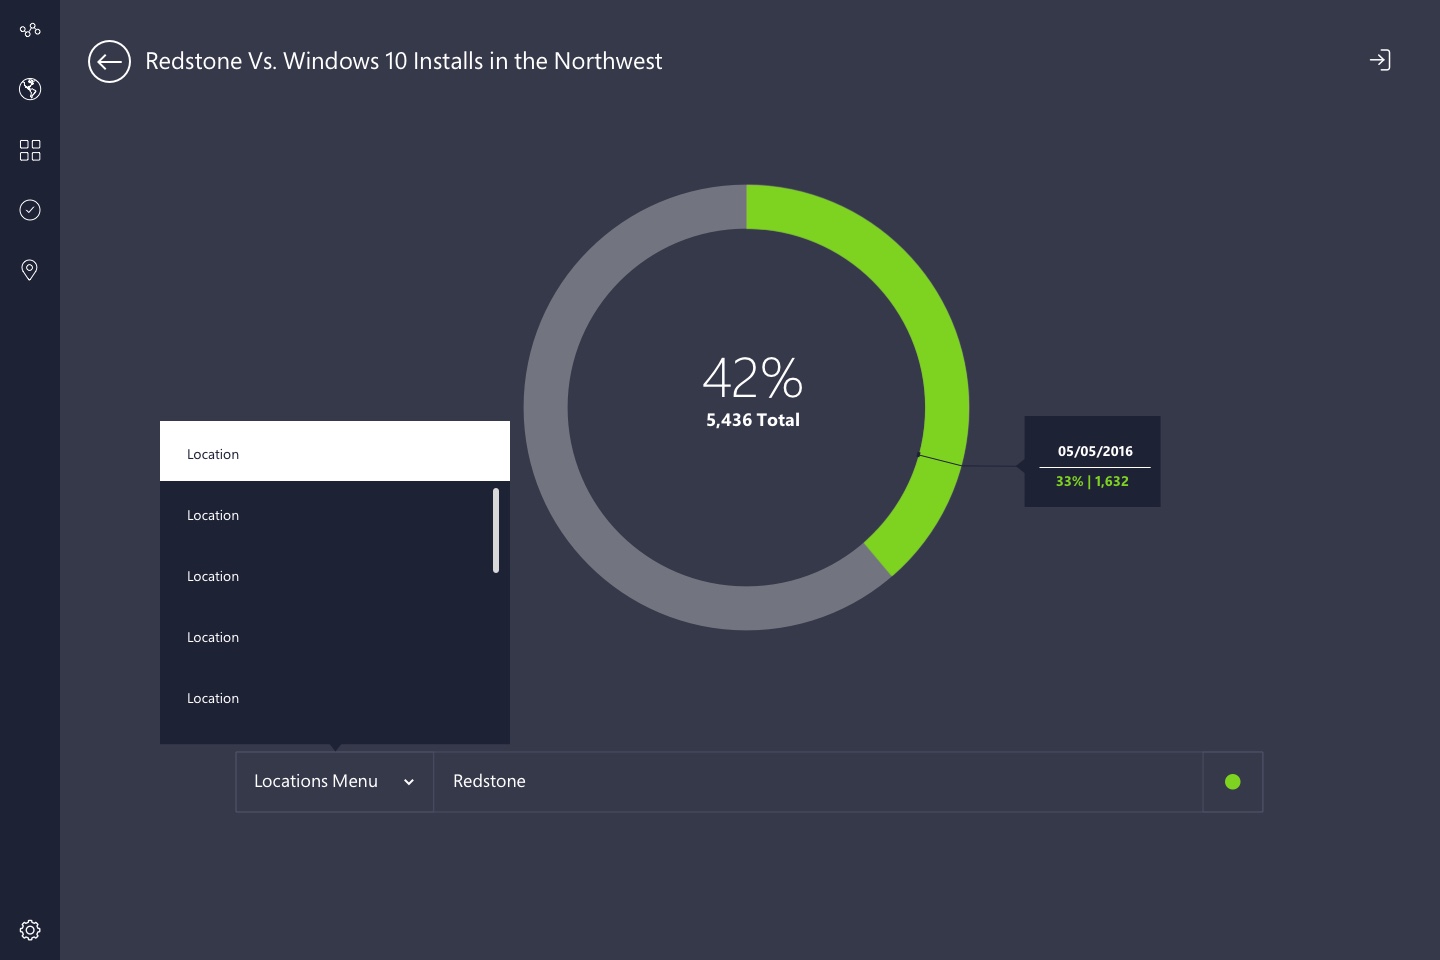 Redstone Vs. Windows 10 Installs in the Northwest
42%
5,436 Total
05/05/2016
33% | 1,632
Location
Location
Location
Location
Location
Locations Menu
Redstone